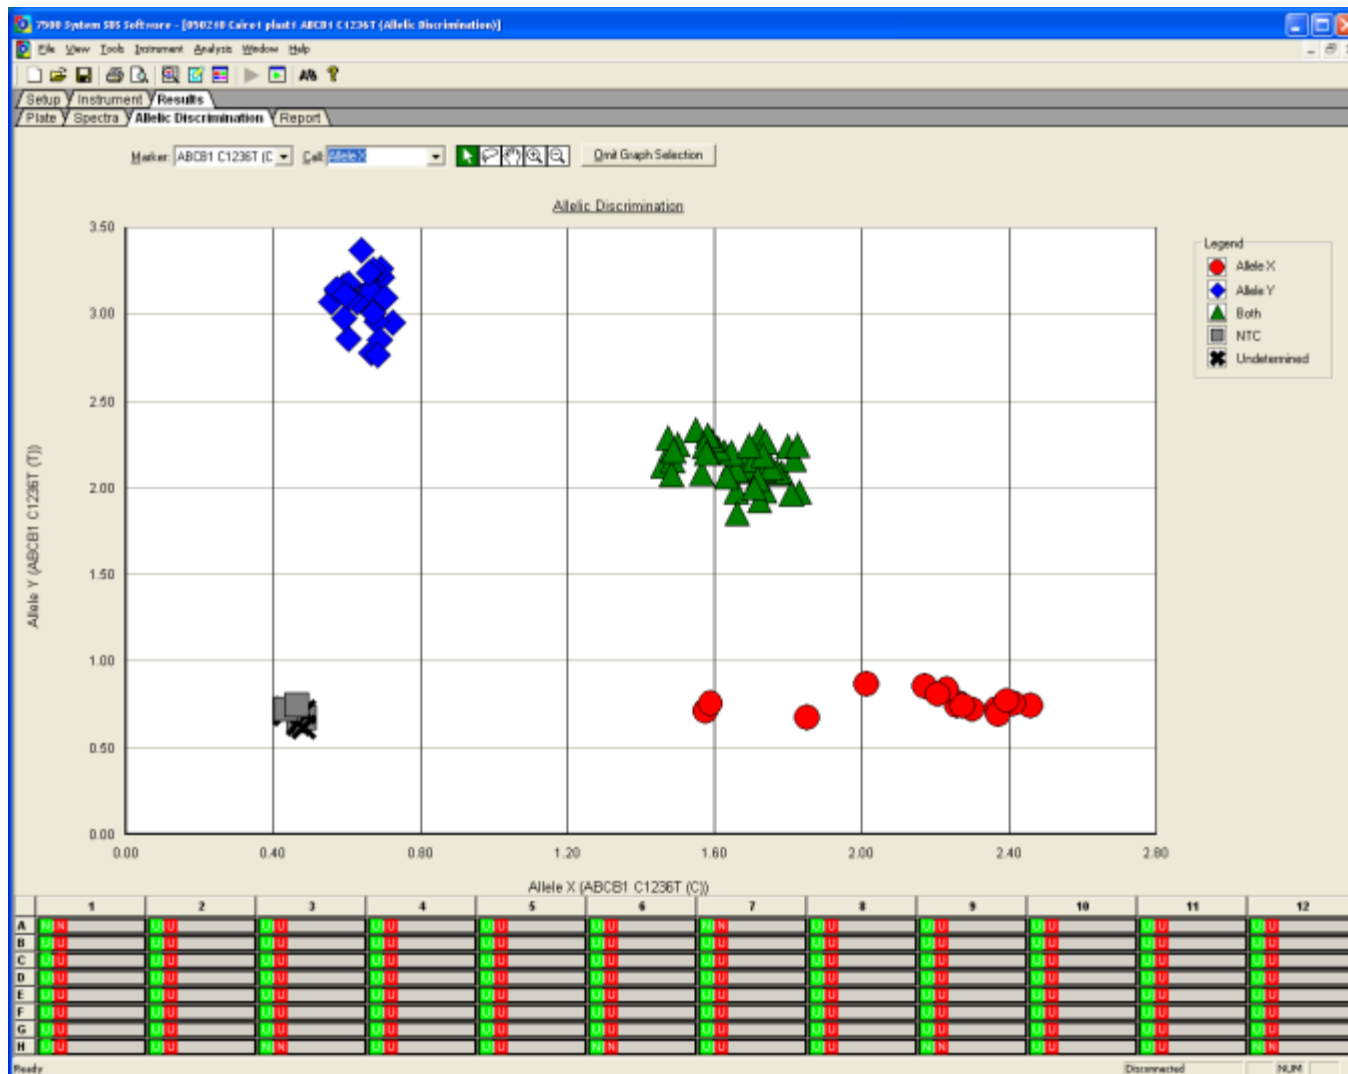 7500 System SDS Software - [050210 Cairo1 plant1 ABCB1 C1236T (Allelic Discrimination)]
File View Tools Instrument Analysis Window Help
Setup Instrument Results
Plate Spectra Allelic Discrimination Report
Marker: ABCB1 C1236T (C Call: Allele X Omit Graph Selection
Allelic Discrimination
3.50
3.00
2.50
2.00
1.50
1.00
0.50
0.00
Allele Y (ABCB1 C1236T (T))
0.00 0.40 0.80 1.20 1.60 2.00 2.40 2.80
Allele X (ABCB1 C1236T (C))
Legend
Allele X
Allele Y
Both
NTC
Undetermined
1 2 3 4 5 6 7 8 9 10 11 12
A N N U U U U U U U U U U N N U U U U U U U U U U
B U U U U U U U U U U U U U U U U U U U U U U U U
C U U U U U U U U U U U U U U U U U U U U U U U U
D U U U U U U U U U U U U U U U U U U U U U U U U
E U U U U U U U U U U U U U U U U U U U U U U U U
F U U U U U U U U U U U U U U U U U U U U U U U U
G U U U U U U U U U U U U U U U U U U U U U U U U
H U U U U N N U U U U N N U U U U N N U U U U N N
Ready Disconnected NUM